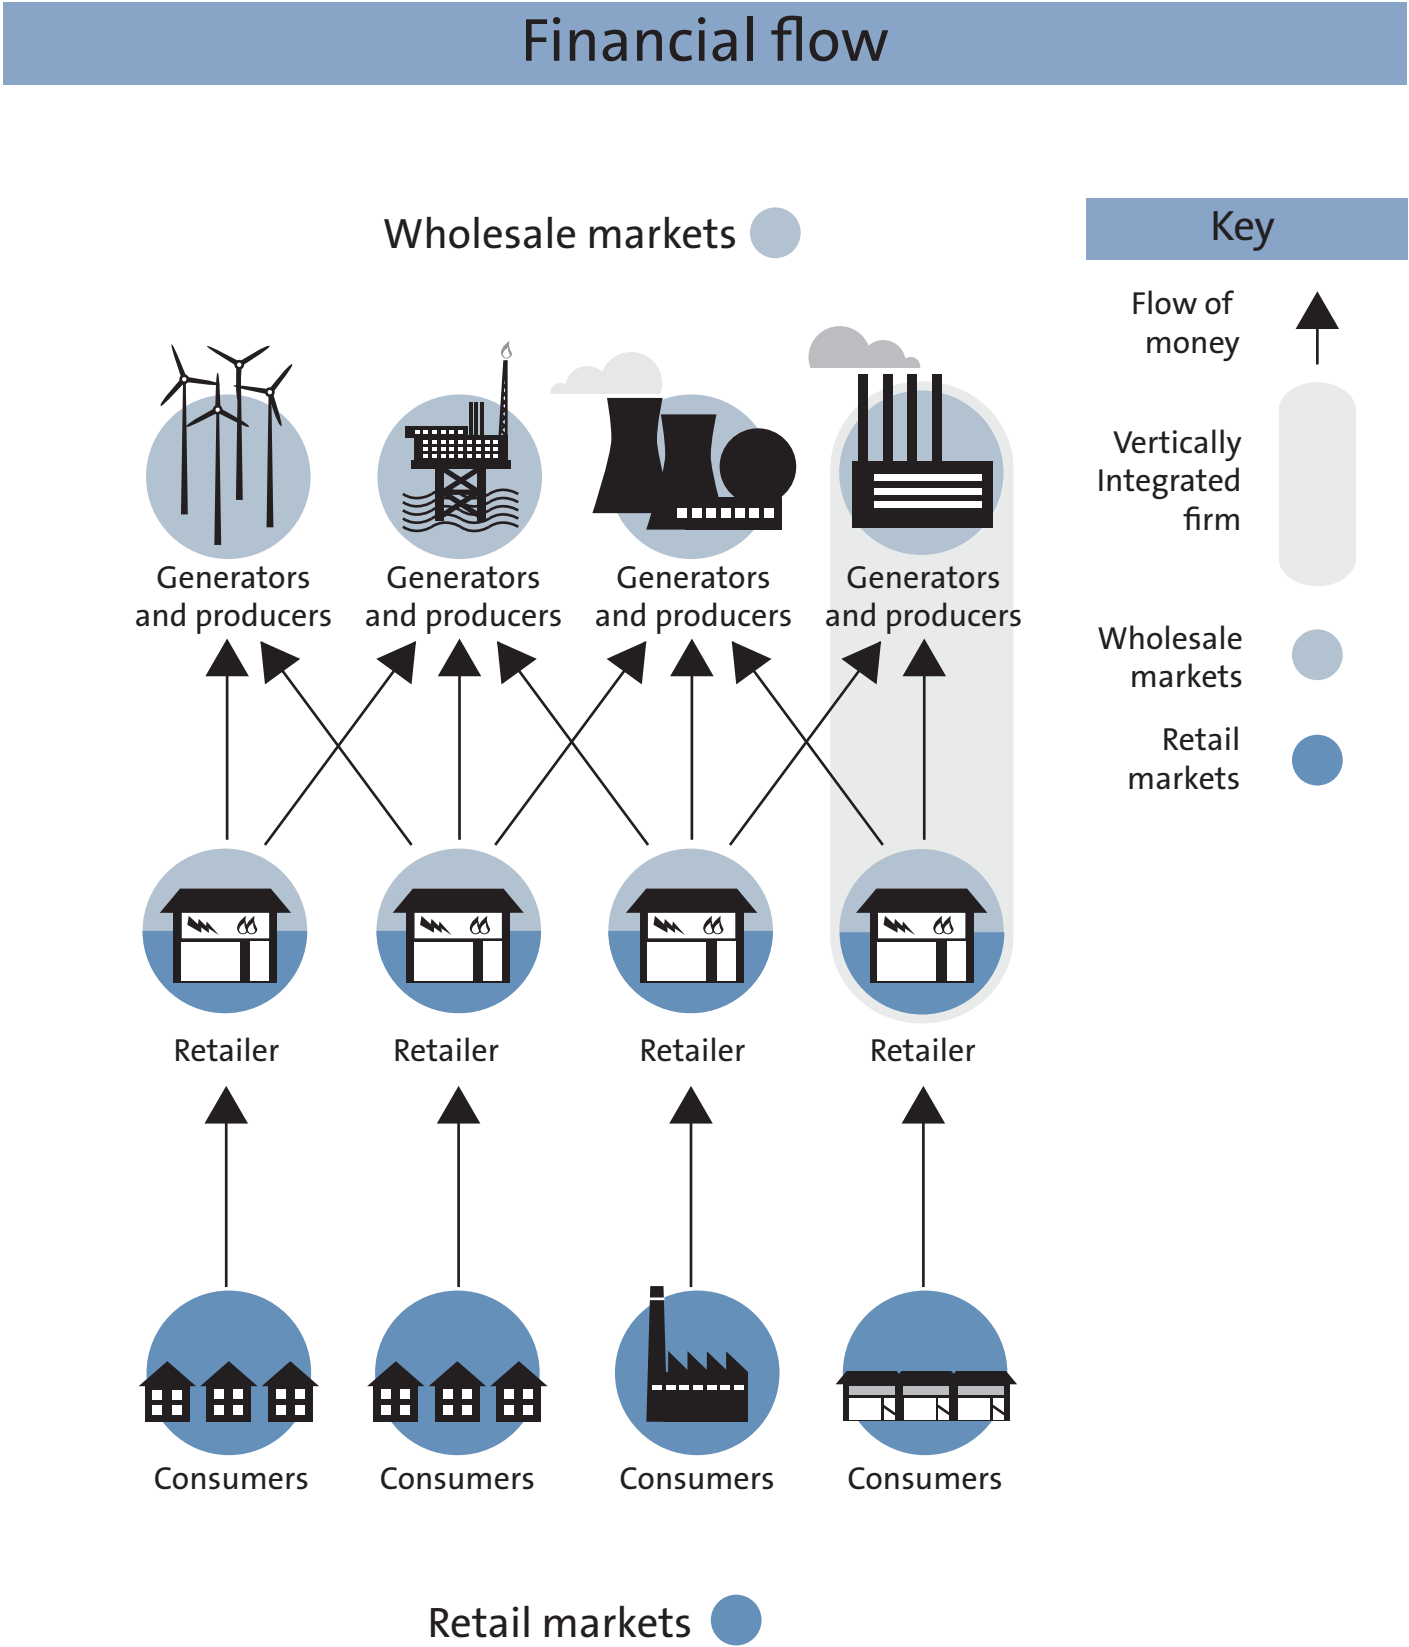 Financial flow
Wholesale markets
Key
Flow of
money
Vertically
Integrated
firm
Wholesale
markets
Retail
markets
Generators
and producers
Generators
and producers
Generators
and producers
Generators
and producers
Retailer
Retailer
Retailer
Retailer
Consumers
Consumers
Consumers
Consumers
Retail markets